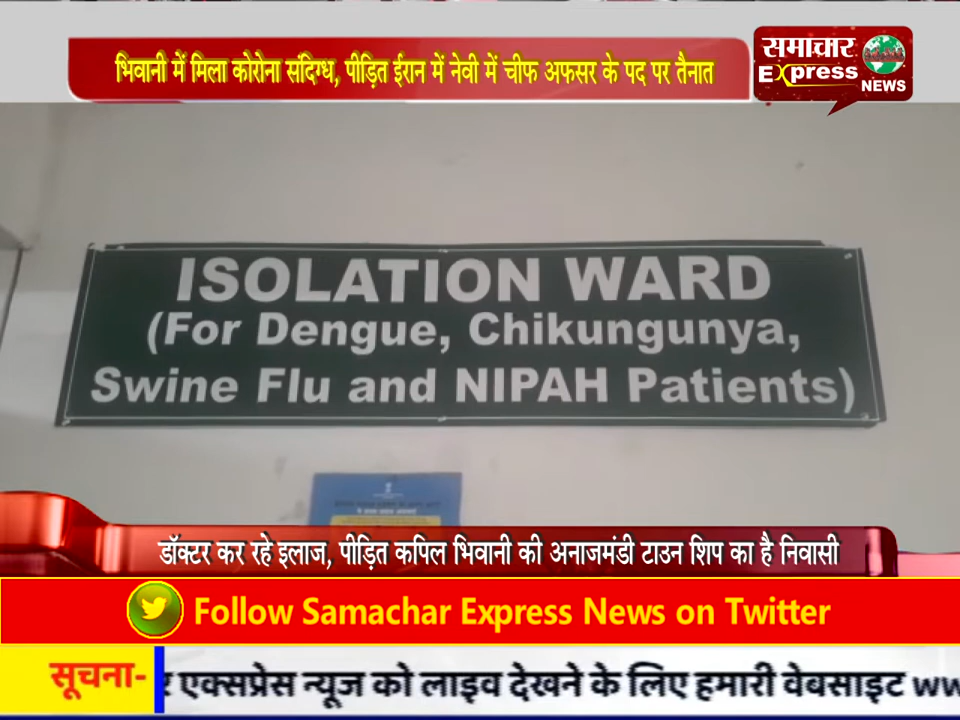 भिवानी में मिला कोरोना संदिग्ध, पीड़ित ईरान में नेवी में चीफ अफसर के पद पर तैनात
समाचार
Express
NEWS
ISOLATION WARD
(For Dengue, Chikungunya,
Swine Flu and NIPAH Patients)
डॉक्टर कर रहे इलाज, पीड़ित कपिल भिवानी की अनाजमंडी टाउन शिप का है निवासी
Follow Samachar Express News on Twitter
सूचना-
र एक्सप्रेस न्यूज को लाइव देखने के लिए हमारी वेबसाइट ww